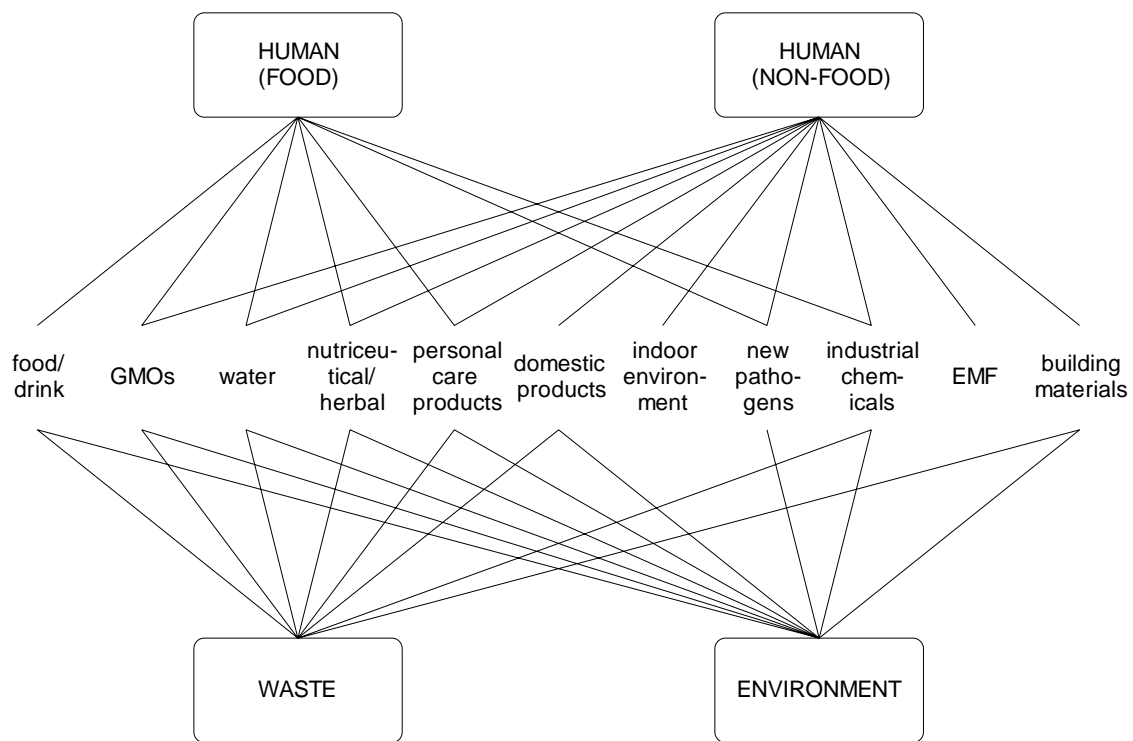 HUMAN
(FOOD)
HUMAN
(NON-FOOD)
food/
drink
GMOs
water
nutriceu-
tical/
herbal
personal
care
products
domestic
products
indoor
environ-
ment
new
patho-
gens
industrial
chem-
icals
EMF
building
materials
WASTE
ENVIRONMENT